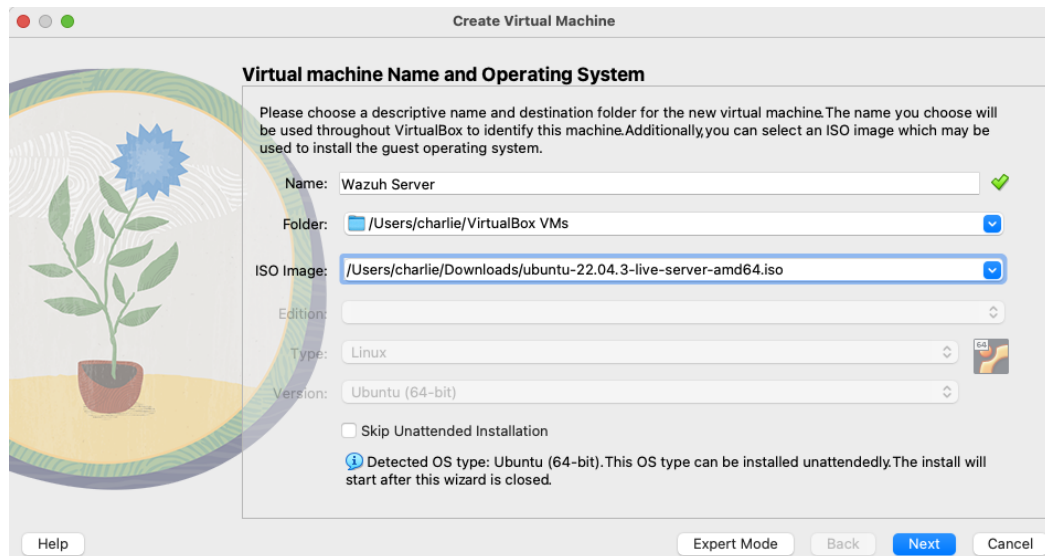 Create Virtual Machine
Virtual machine Name and Operating System
Please choose a descriptive name and destination folder for the new virtual machine.The name you choose will
be used throughout VirtualBox to identify this machine.Additionally,you can select an ISO image which may be
used to install the guest operating system.
Name: Wazuh Server
Folder: /Users/charlie/VirtualBox VMs
ISO Image: /Users/charlie/Downloads/ubuntu-22.04.3-live-server-amd64.iso
Edition:
Type: Linux 64
Version: Ubuntu (64-bit)
Skip Unattended Installation
Detected OS type: Ubuntu (64-bit).This OS type can be installed unattendedly.The install will
start after this wizard is closed.
Help Expert Mode Back Next Cancel